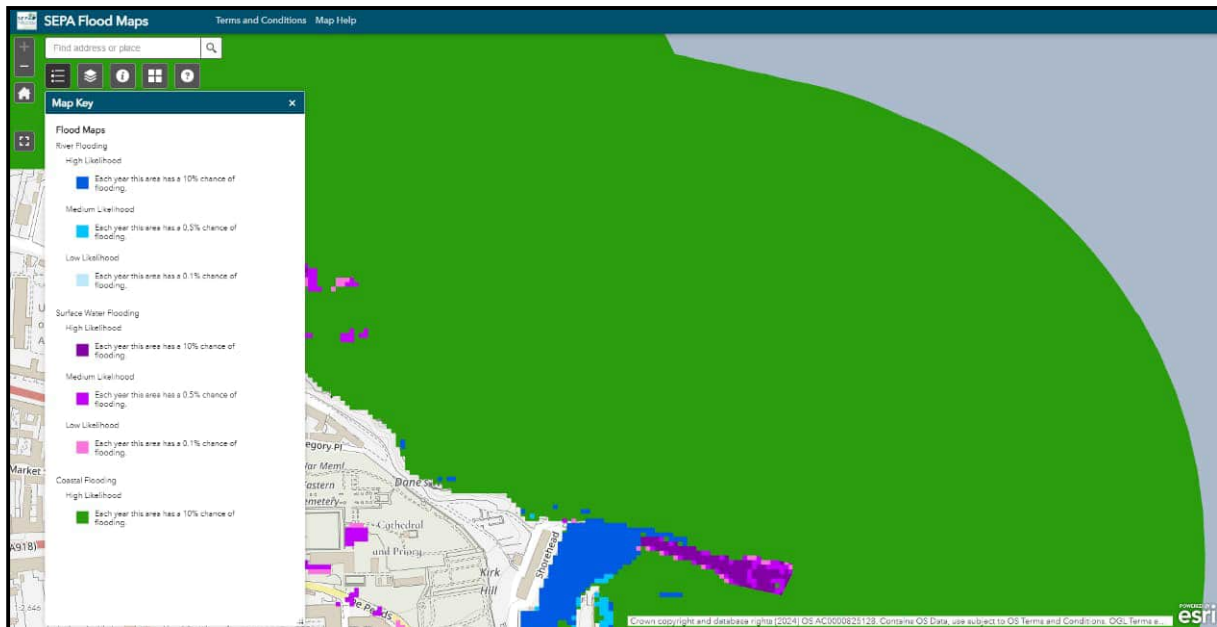 SEPA Flood Maps
Terms and Conditions Map Help
Find address or place
Map Key
Flood Maps
River Flooding
High Likelihood
Each year this area has a 10% chance of
flooding.
Medium Likelihood
Each year this area has a 0.5% chance of
flooding.
Low Likelihood
Each year this area has a 0.1% chance of
flooding.
Surface Water Flooding
High Likelihood
Each year this area has a 10% chance of
flooding.
Medium Likelihood
Each year this area has a 0.5% chance of
flooding.
Low Likelihood
Each year this area has a 0.1% chance of
flooding.
Coastal Flooding
High Likelihood
Each year this area has a 10% chance of
flooding.
Market
A918)
Cathedral
and Priory
Kirk
Hill
Shorehead
Crown copyright and database rights [2024] OS AC0000825128. Contains OS Data, use subject to OS Terms and Conditions. OGL Terms a...
POWERED BY
esri